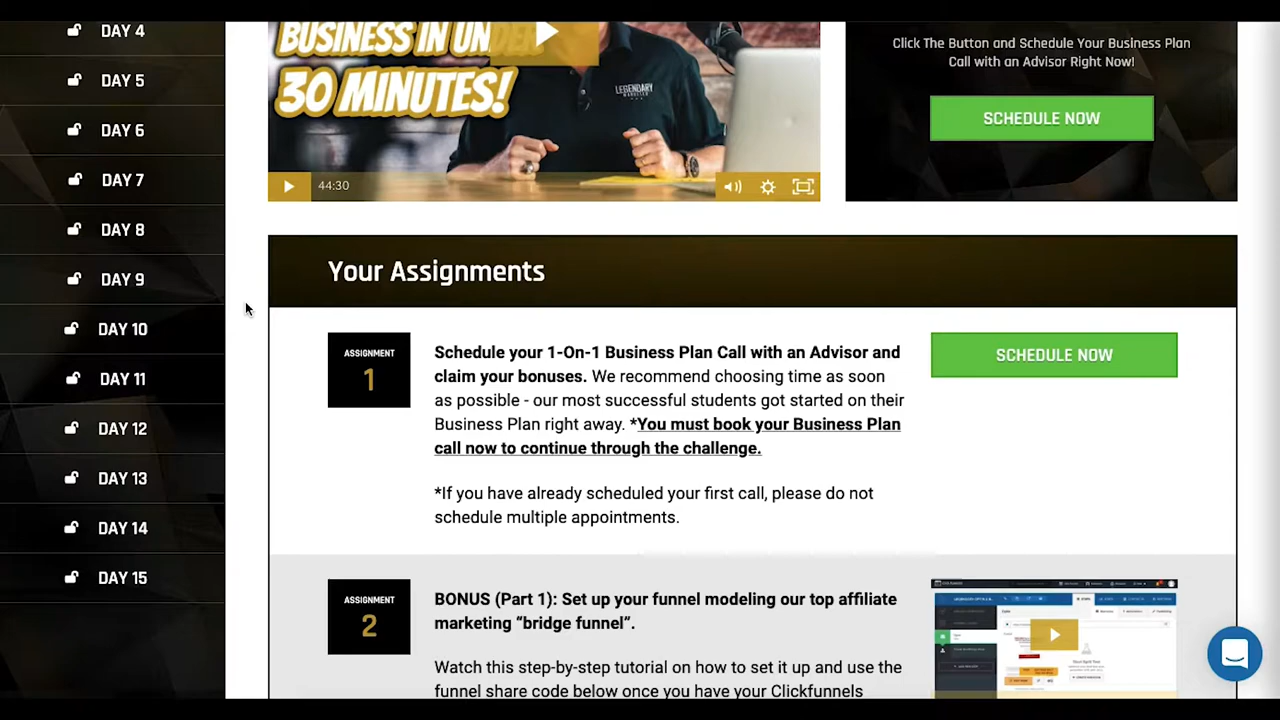 DAY 4
DAY 5
DAY 6
DAY 7
DAY 8
DAY 9
DAY 10
DAY 11
DAY 12
DAY 13
DAY 14
DAY 15
BUSINESS IN UNDER
30 MINUTES!
LEGENDARY
MARKETER
44:30
Click The Button and Schedule Your Business Plan
Call with an Advisor Right Now!
SCHEDULE NOW
Your Assignments
ASSIGNMENT
1
Schedule your 1-On-1 Business Plan Call with an Advisor and
claim your bonuses. We recommend choosing time as soon
as possible - our most successful students got started on their
Business Plan right away. *You must book your Business Plan
call now to continue through the challenge.
*If you have already scheduled your first call, please do not
schedule multiple appointments.
SCHEDULE NOW
ASSIGNMENT
2
BONUS (Part 1): Set up your funnel modeling our top affiliate
marketing “bridge funnel”.
Watch this step-by-step tutorial on how to set it up and use the
funnel share code below once you have your Clickfunnels